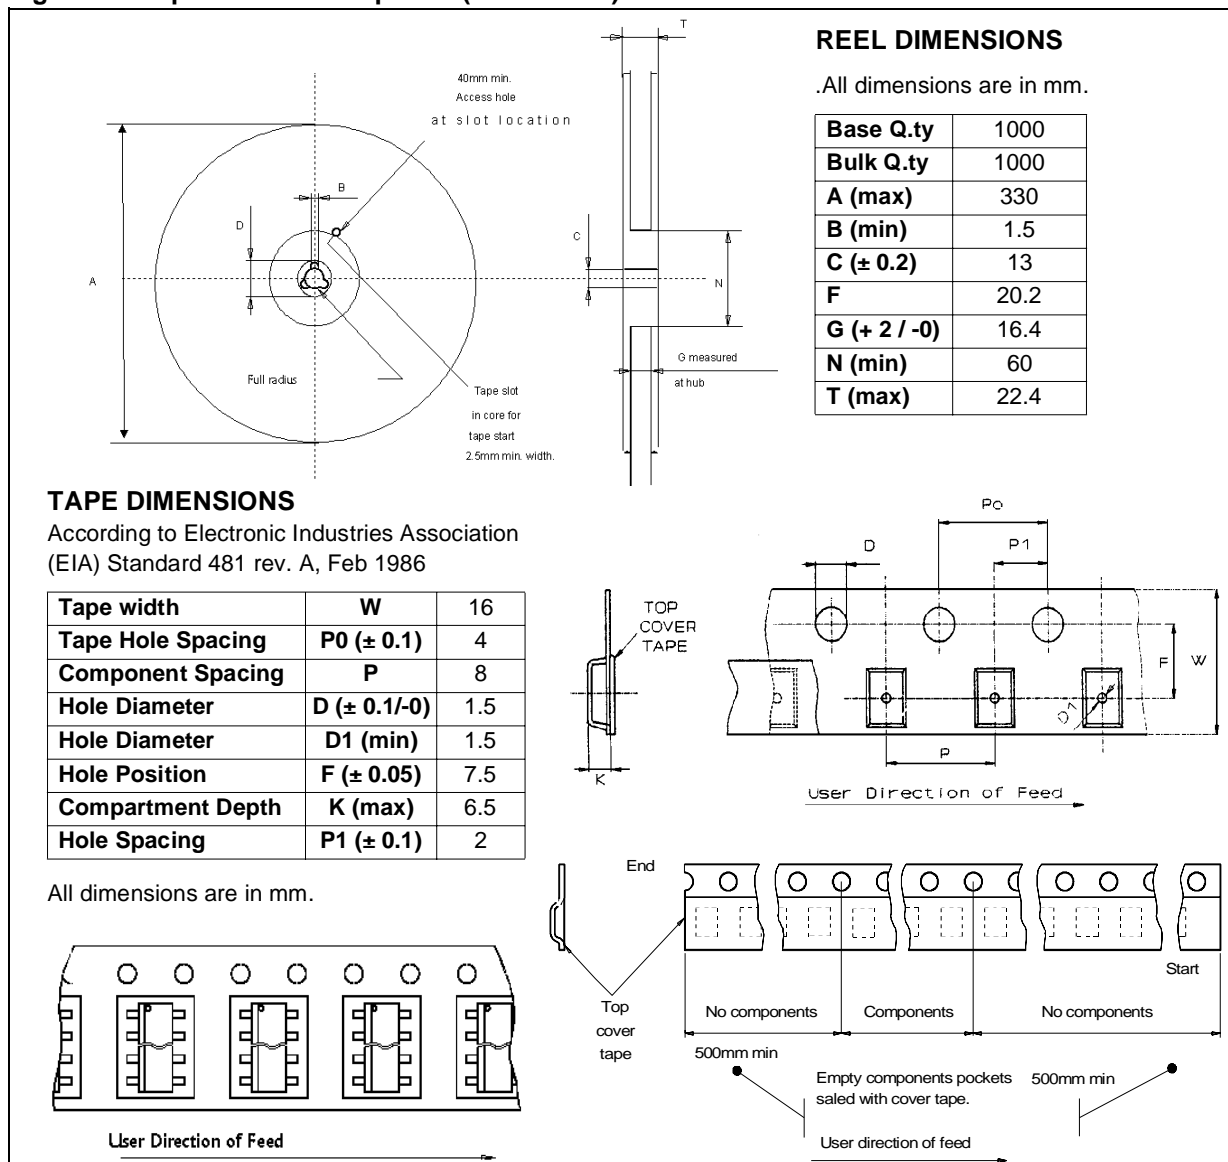 T
40mm min.
Access hole
at slot location
B
D
C
A
N
G measured
at hub
Full radius
Tape slot
in core for
tape start
2.5mm min. width.
REEL DIMENSIONS
.All dimensions are in mm.
Base Q.ty 1000
Bulk Q.ty 1000
A (max) 330
B (min) 1.5
C (± 0.2) 13
F 20.2
G (+ 2 / -0) 16.4
N (min) 60
T (max) 22.4
TAPE DIMENSIONS
According to Electronic Industries Association
(EIA) Standard 481 rev. A, Feb 1986
Tape width W 16
Tape Hole Spacing P0 (± 0.1) 4
Component Spacing P 8
Hole Diameter D (± 0.1/-0) 1.5
Hole Diameter D1 (min) 1.5
Hole Position F (± 0.05) 7.5
Compartment Depth K (max) 6.5
Hole Spacing P1 (± 0.1) 2
All dimensions are in mm.
Po
D
P1
TOP
COVER
TAPE
F
W
D1
P
K
User Direction of Feed
End
Start
Top
cover
tape
No components
Components
No components
500mm min
Empty components pockets
saled with cover tape.
500mm min
User direction of feed
User Direction of Feed